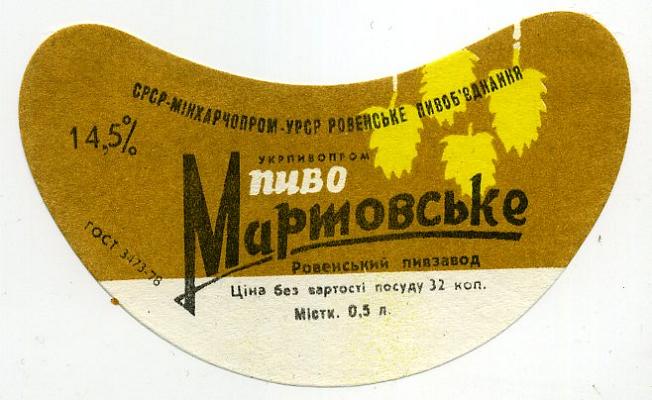 СРСР-МІНХАРЧОПРОМ-УРСР РОВЕНСЬКЕ ПИВОБ'ЄДНАННЯ
14,5%
УКРПИВОПРОМ
пиво
Мартовське
ГОСТ 3473-78
Ровенський пивзавод
Ціна без вартості посуду 32 коп.
Містк. 0,5 л.